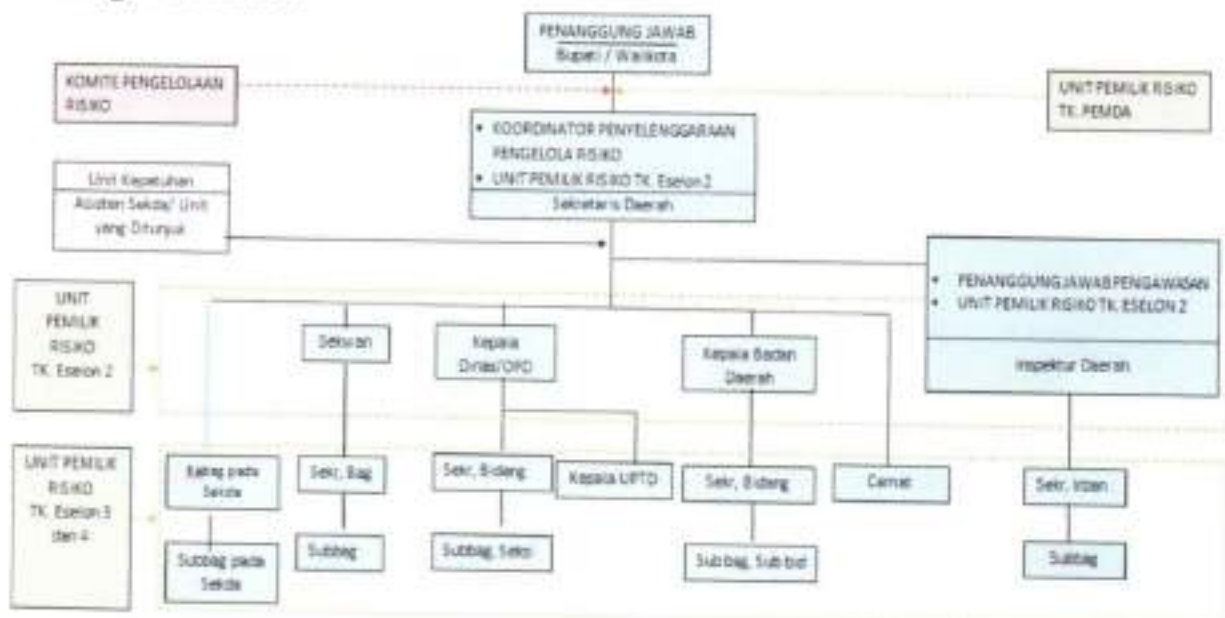 PENANGGUNG JAWAB
Bupati / Walikota
KOMITE PENGELOLAAN
RISIKO
UNIT PEMILIK RISIKO
TK. PEMDA
• KOORDINATOR PENYELENGGARAAN
PENGELOLA RISIKO
• UNIT PEMILIK RISIKO TK. Eselon 2
Sekretaris Daerah
Unit Kepatuhan
Asisten Sekda/ Unit
yang Ditunjuk
• PENANGGUNG JAWAB PENGAWASAN
• UNIT PEMILIK RISIKO TK. ESELON 2
Inspektur Daerah
UNIT
PEMILIK
RISIKO
TK. Eselon 2
Sekwan
Kepala
Dinas/OPD
Kepala Badan
Daerah
UNIT PEMILIK
RISIKO
TK. Eselon 3
dan 4
Kabag pada
Sekda
Sekr, Bag
Sekr, Bidang
Kepala UPTD
Sekr, Bidang
Camat
Sekr, Irban
Subbag pada
Sekda
Subbag
Subbag, Seksi
Subbag, Subbid
Subbag